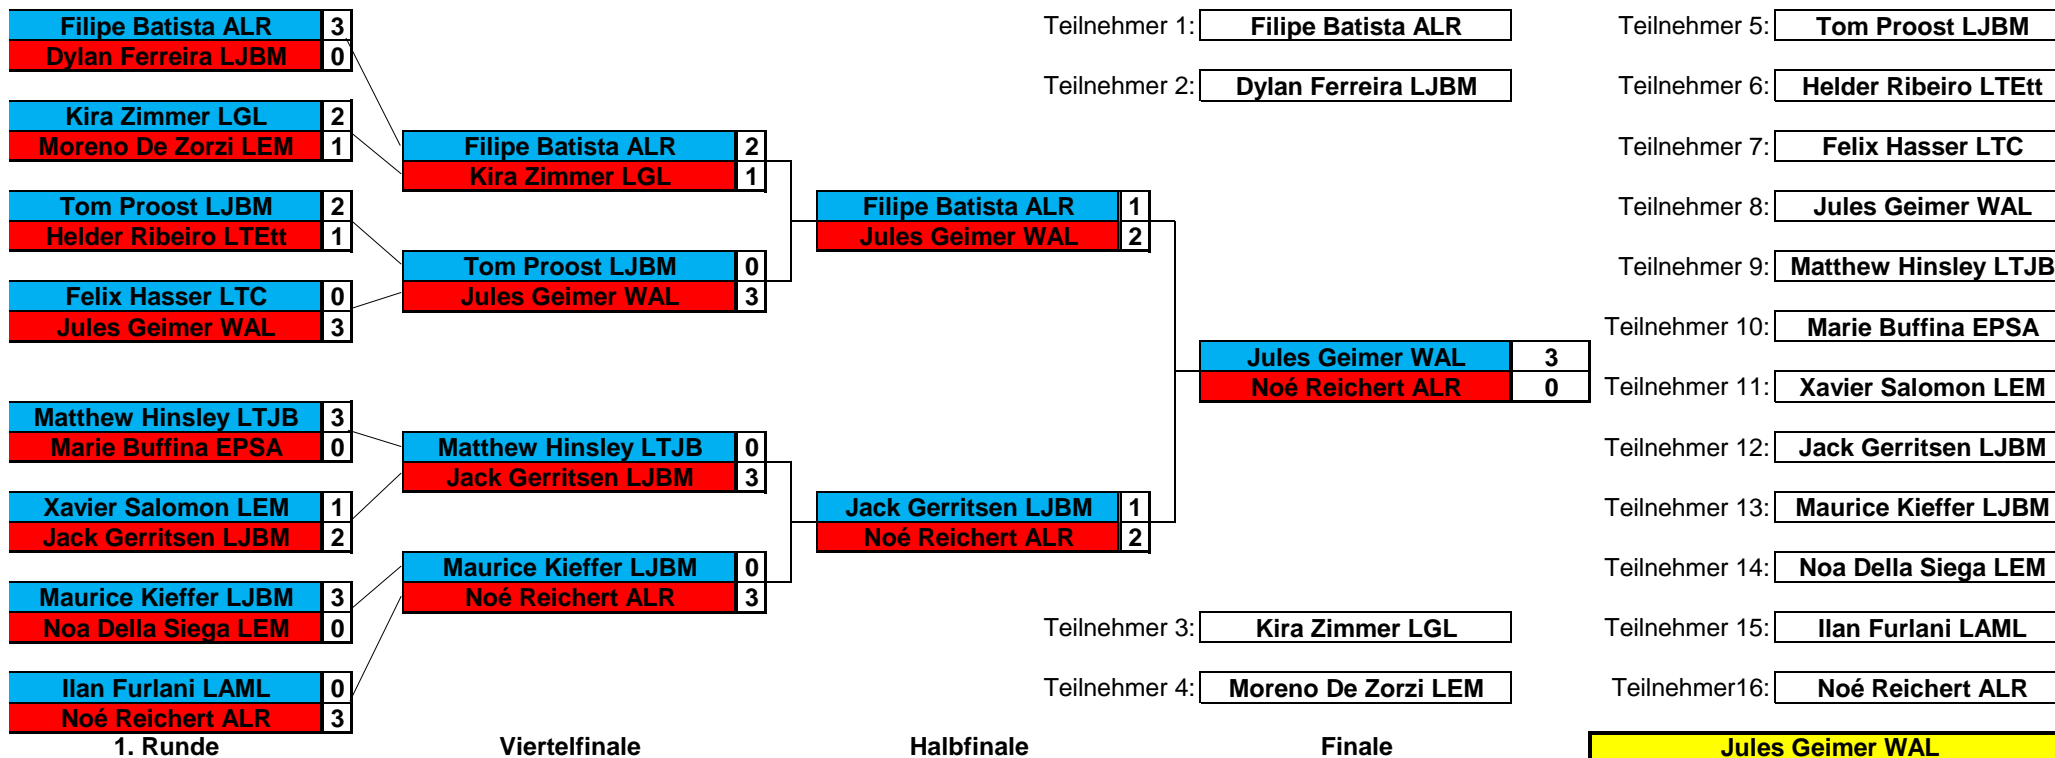 Filipe Batista ALR 3 Teilnehmer 1: Filipe Batista ALR Teilnehmer 5: Tom Proost LJBM
Dylan Ferreira LJBM 0
Teilnehmer 2: Dylan Ferreira LJBM Teilnehmer 6: Helder Ribeiro LTEtt
Kira Zimmer LGL 2
Moreno De Zorzi LEM 1 Filipe Batista ALR 2 Teilnehmer 7: Felix Hasser LTC
Kira Zimmer LGL 1
Tom Proost LJBM 2 Filipe Batista ALR 1 Teilnehmer 8: Jules Geimer WAL
Helder Ribeiro LTEtt 1 Jules Geimer WAL 2
Tom Proost LJBM 0 Teilnehmer 9: Matthew Hinsley LTJB
Felix Hasser LTC 0 Jules Geimer WAL 3
Jules Geimer WAL 3 Teilnehmer 10: Marie Buffina EPSA
Jules Geimer WAL 3
Noé Reichert ALR 0 Teilnehmer 11: Xavier Salomon LEM
Matthew Hinsley LTJB 3
Marie Buffina EPSA 0 Matthew Hinsley LTJB 0 Teilnehmer 12: Jack Gerritsen LJBM
Jack Gerritsen LJBM 3
Xavier Salomon LEM 1 Jack Gerritsen LJBM 1 Teilnehmer 13: Maurice Kieffer LJBM
Jack Gerritsen LJBM 2 Noé Reichert ALR 2
Maurice Kieffer LJBM 0 Teilnehmer 14: Noa Della Siega LEM
Maurice Kieffer LJBM 3 Noé Reichert ALR 3
Noa Della Siega LEM 0 Teilnehmer 3: Kira Zimmer LGL Teilnehmer 15: Ilan Furlani LAML
Ilan Furlani LAML 0 Teilnehmer 4: Moreno De Zorzi LEM Teilnehmer16: Noé Reichert ALR
Noé Reichert ALR 3
1. Runde Viertelfinale Halbfinale Finale Jules Geimer WAL